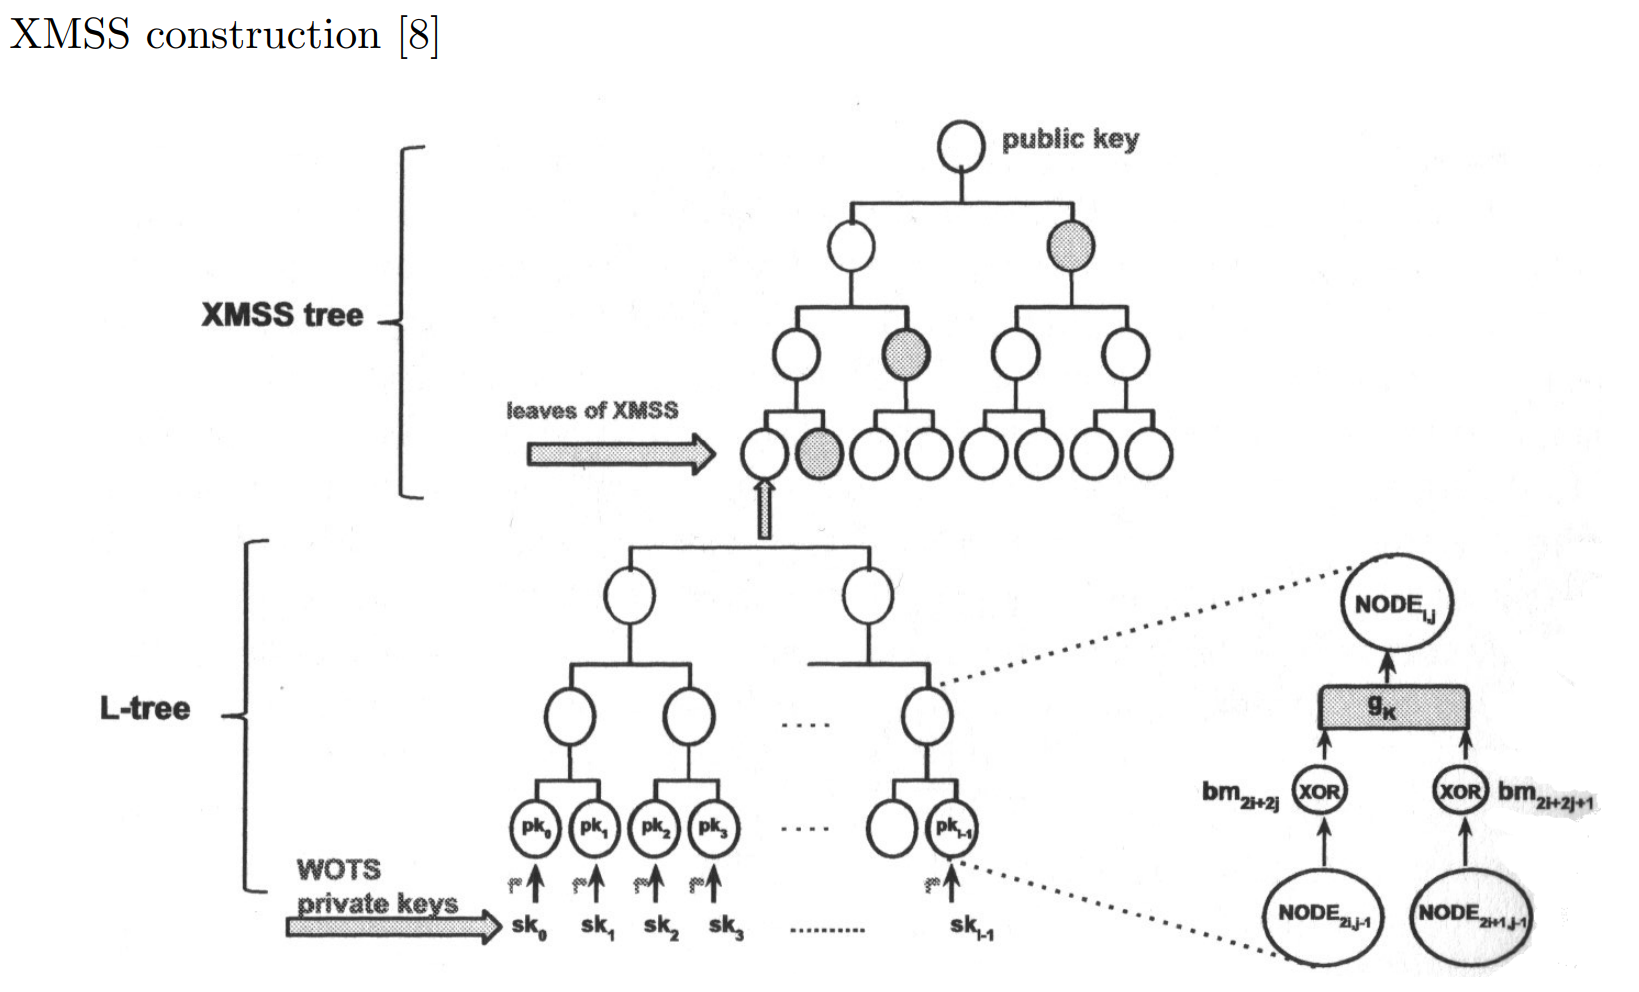 XMSS construction [8]
public key
XMSS tree
leaves of XMSS
L-tree
NODE_{i,j}
g_K
bm_{2i+2j} XOR XOR bm_{2i+2j+1}
pk_0 pk_1 pk_2 pk_3 .... pk_{l-1}
WOTS
private keys
r r r r r
sk_0 sk_1 sk_2 sk_3 .......... sk_{l-1}
NODE_{2i,j-1} NODE_{2i+1,j-1}